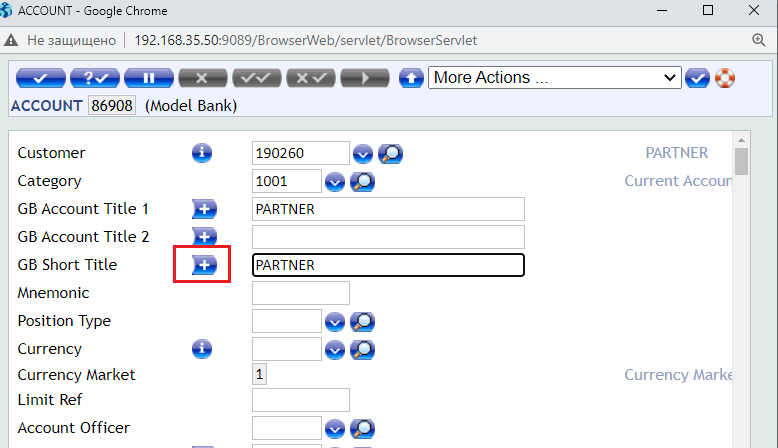 ACCOUNT - Google Chrome
Не защищено 192.168.35.50:9089/BrowserWeb/servlet/BrowserServlet
More Actions ...
ACCOUNT 86908 (Model Bank)
Customer 190260 PARTNER
Category 1001 Current Accoun
GB Account Title 1 PARTNER
GB Account Title 2
GB Short Title PARTNER
Mnemonic
Position Type
Currency
Currency Market 1 Currency Marke
Limit Ref
Account Officer